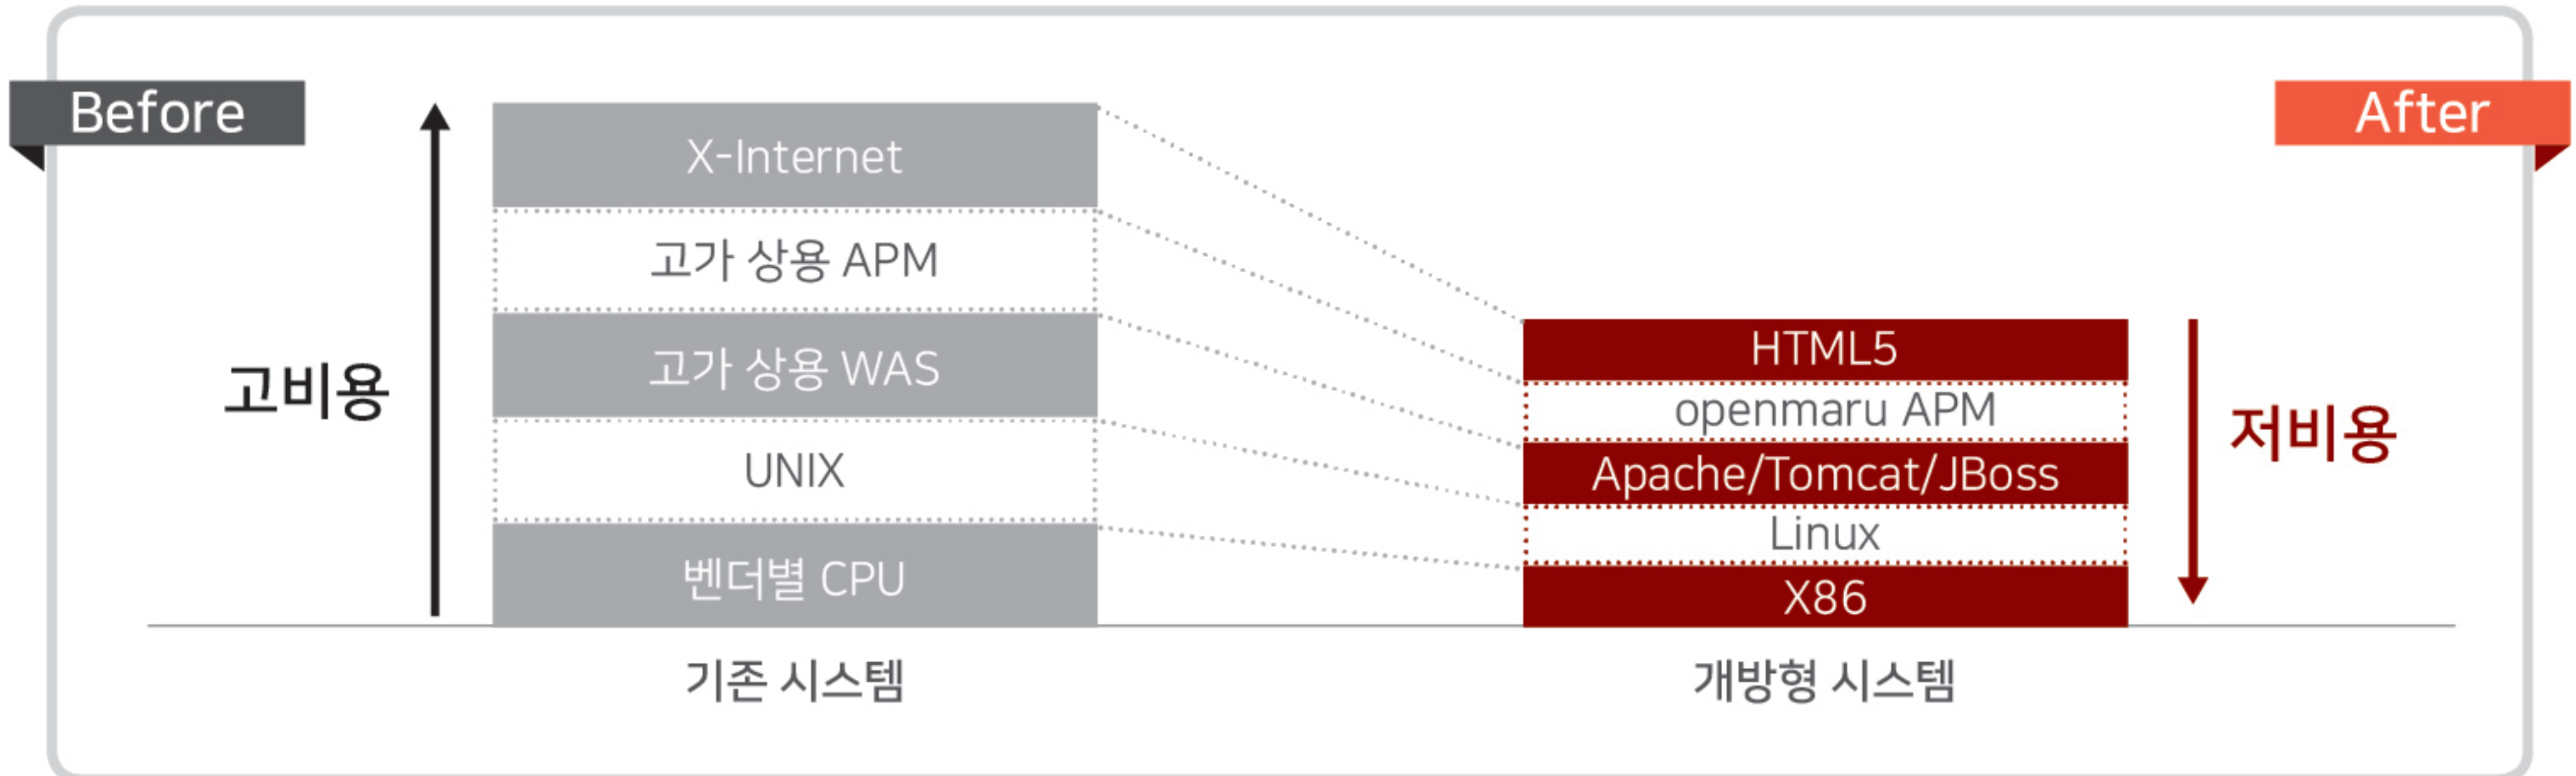 Before
After
X-Internet
고가 상용 APM
고가 상용 WAS
UNIX
벤더별 CPU
고비용
기존 시스템
HTML5
openmaru APM
Apache/Tomcat/JBoss
Linux
X86
저비용
개방형 시스템